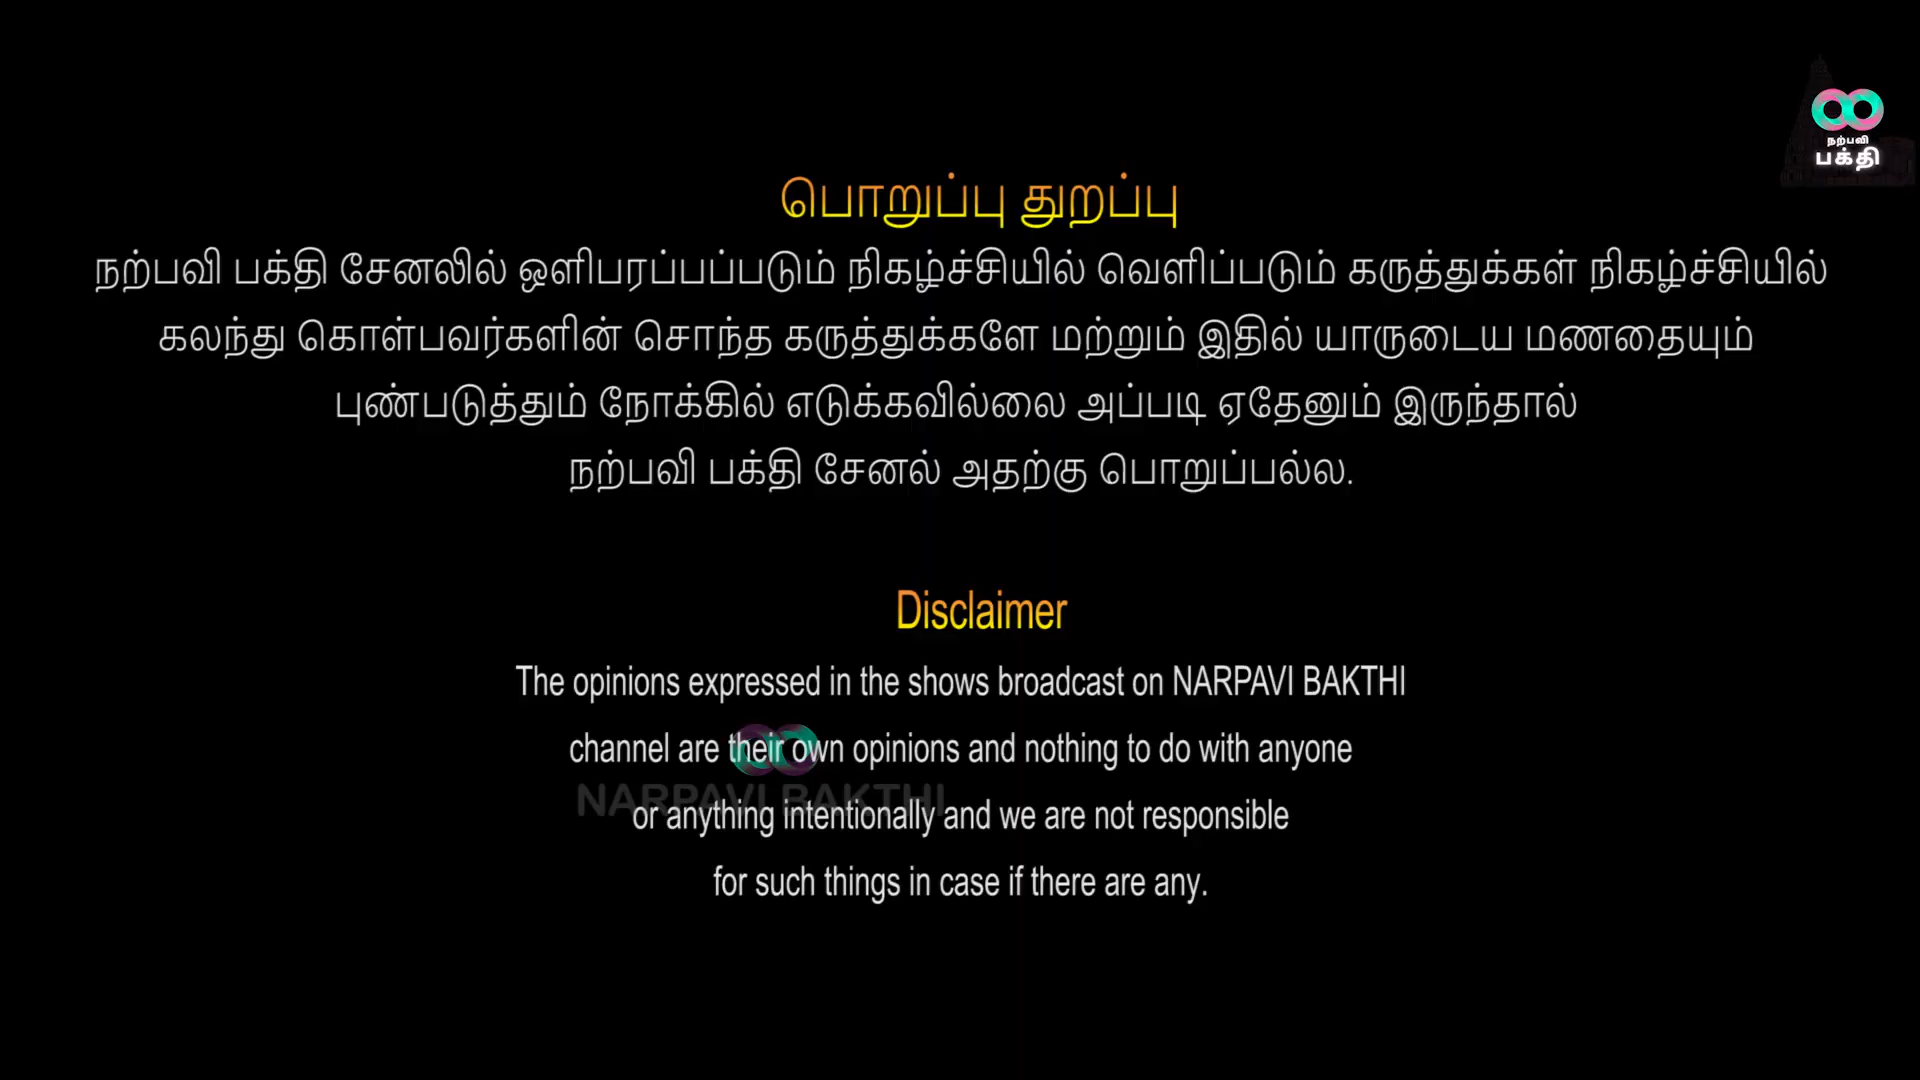 நற்பவி
பக்தி
பொறுப்பு துறப்பு
நற்பவி பக்தி சேனலில் ஒளிபரப்பப்படும் நிகழ்ச்சியில் வெளிப்படும் கருத்துக்கள் நிகழ்ச்சியில்
கலந்து கொள்பவர்களின் சொந்த கருத்துக்களே மற்றும் இதில் யாருடைய மணதையும்
புண்படுத்தும் நோக்கில் எடுக்கவில்லை அப்படி ஏதேனும் இருந்தால்
நற்பவி பக்தி சேனல் அதற்கு பொறுப்பல்ல.
Disclaimer
The opinions expressed in the shows broadcast on NARPAVI BAKTHI
channel are their own opinions and nothing to do with anyone
NARPAVI BAKTHI
or anything intentionally and we are not responsible
for such things in case if there are any.